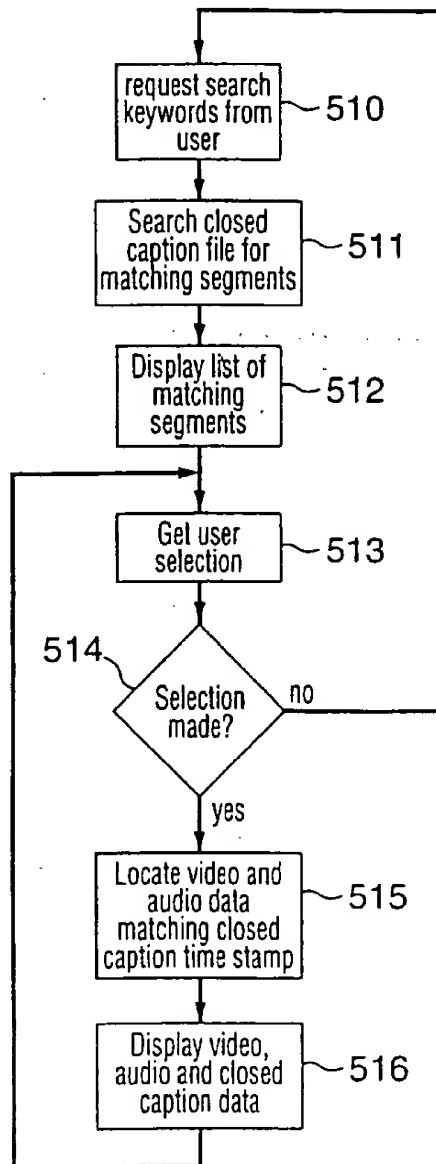 request search
keywords from
user
510
Search closed
caption file for
matching segments
511
Display list of
matching
segments
512
Get user
selection
513
514
Selection
made?
no
yes
Locate video and
audio data
matching closed
caption time stamp
515
Display video,
audio and closed
caption data
516